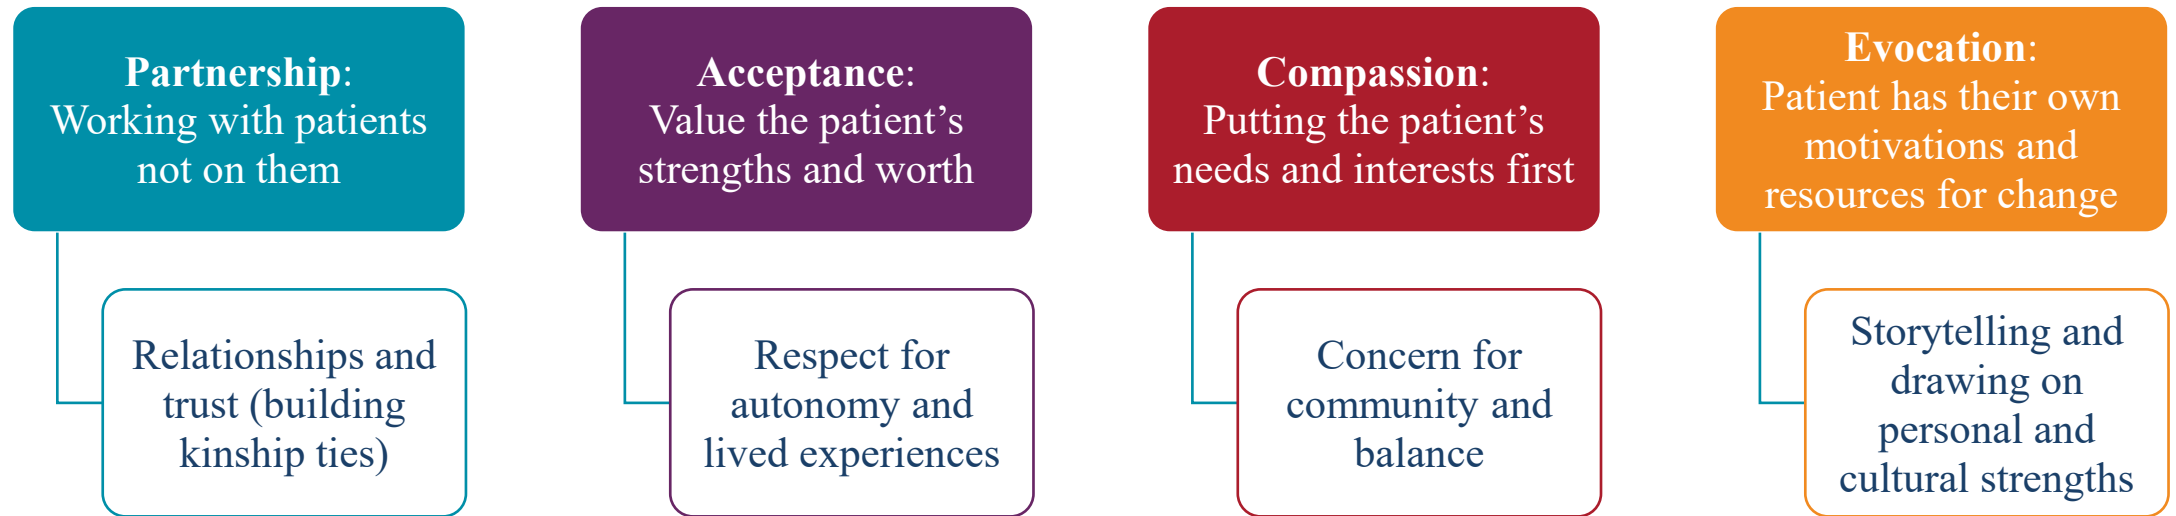 Partnership:
Working with patients
not on them
Relationships and
trust (building
kinship ties)
Acceptance:
Value the patient’s
strengths and worth
Respect for
autonomy and
lived experiences
Compassion:
Putting the patient’s
needs and interests first
Concern for
community and
balance
Evocation:
Patient has their own
motivations and
resources for change
Storytelling and
drawing on
personal and
cultural strengths